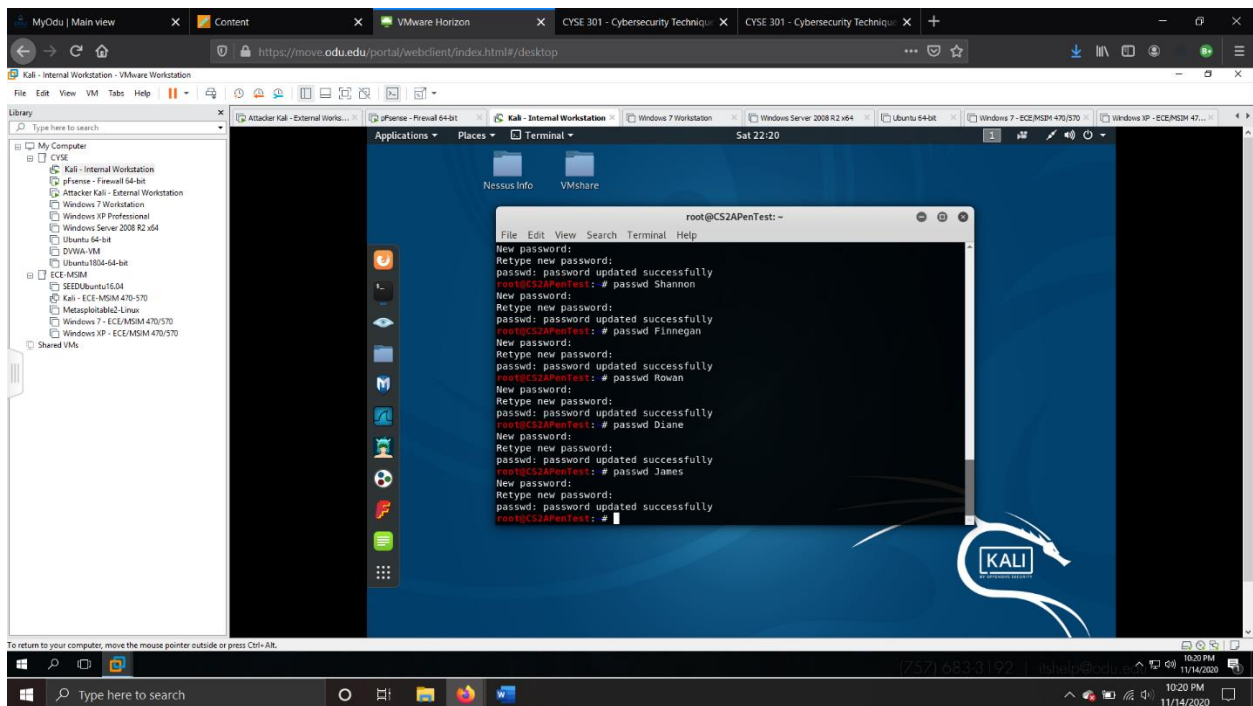 MyOdu | Main view
Content
VMware Horizon
CYSE 301 - Cybersecurity Technique
CYSE 301 - Cybersecurity Technique
https://move.odu.edu/portal/webclient/index.html#/desktop
Kali - Internal Workstation - VMware Workstation
File Edit View VM Tabs Help
Library
Type here to search
My Computer
CYSE
Kali - Internal Workstation
pFsense - Firewall 64-bit
Attacker Kali - External Workstation
Windows 7 Workstation
Windows XP Professional
Windows Server 2008 R2 x64
Ubuntu 64-bit
DVWA-VM
Ubuntu1804-64-bit
ECE-MSIM
SEEDUbuntu16.04
Kali - ECE-MSIM 470-570
Metasploitable2-Linux
Windows 7 - ECE/MSIM 470/570
Windows XP - ECE/MSIM 470/570
Shared VMs
Attacker Kali - External Works...
pFsense - Firewall 64-bit
Kali - Internal Workstation
Windows 7 Workstation
Windows Server 2008 R2 x64
Ubuntu 64-bit
Windows 7 - ECE/MSIM 470/570
Windows XP - ECE/MSIM 47...
Applications Places Terminal Sat 22:20 1
Nessus Info VMshare
root@CS2APenTest: ~
File Edit View Search Terminal Help
New password:
Retype new password:
passwd: password updated successfully
root@CS2APenTest:~# passwd Shannon
New password:
Retype new password:
passwd: password updated successfully
root@CS2APenTest:~# passwd Finnegan
New password:
Retype new password:
passwd: password updated successfully
root@CS2APenTest:~# passwd Rowan
New password:
Retype new password:
passwd: password updated successfully
root@CS2APenTest:~# passwd Diane
New password:
Retype new password:
passwd: password updated successfully
root@CS2APenTest:~# passwd James
New password:
Retype new password:
passwd: password updated successfully
root@CS2APenTest:~#
KALI
BY OFFENSIVE SECURITY
To return to your computer, move the mouse pointer outside or press Ctrl+Alt.
(757) 683-3192 | itshelp@odu.edu
10:20 PM
11/14/2020
Type here to search
10:20 PM
11/14/2020